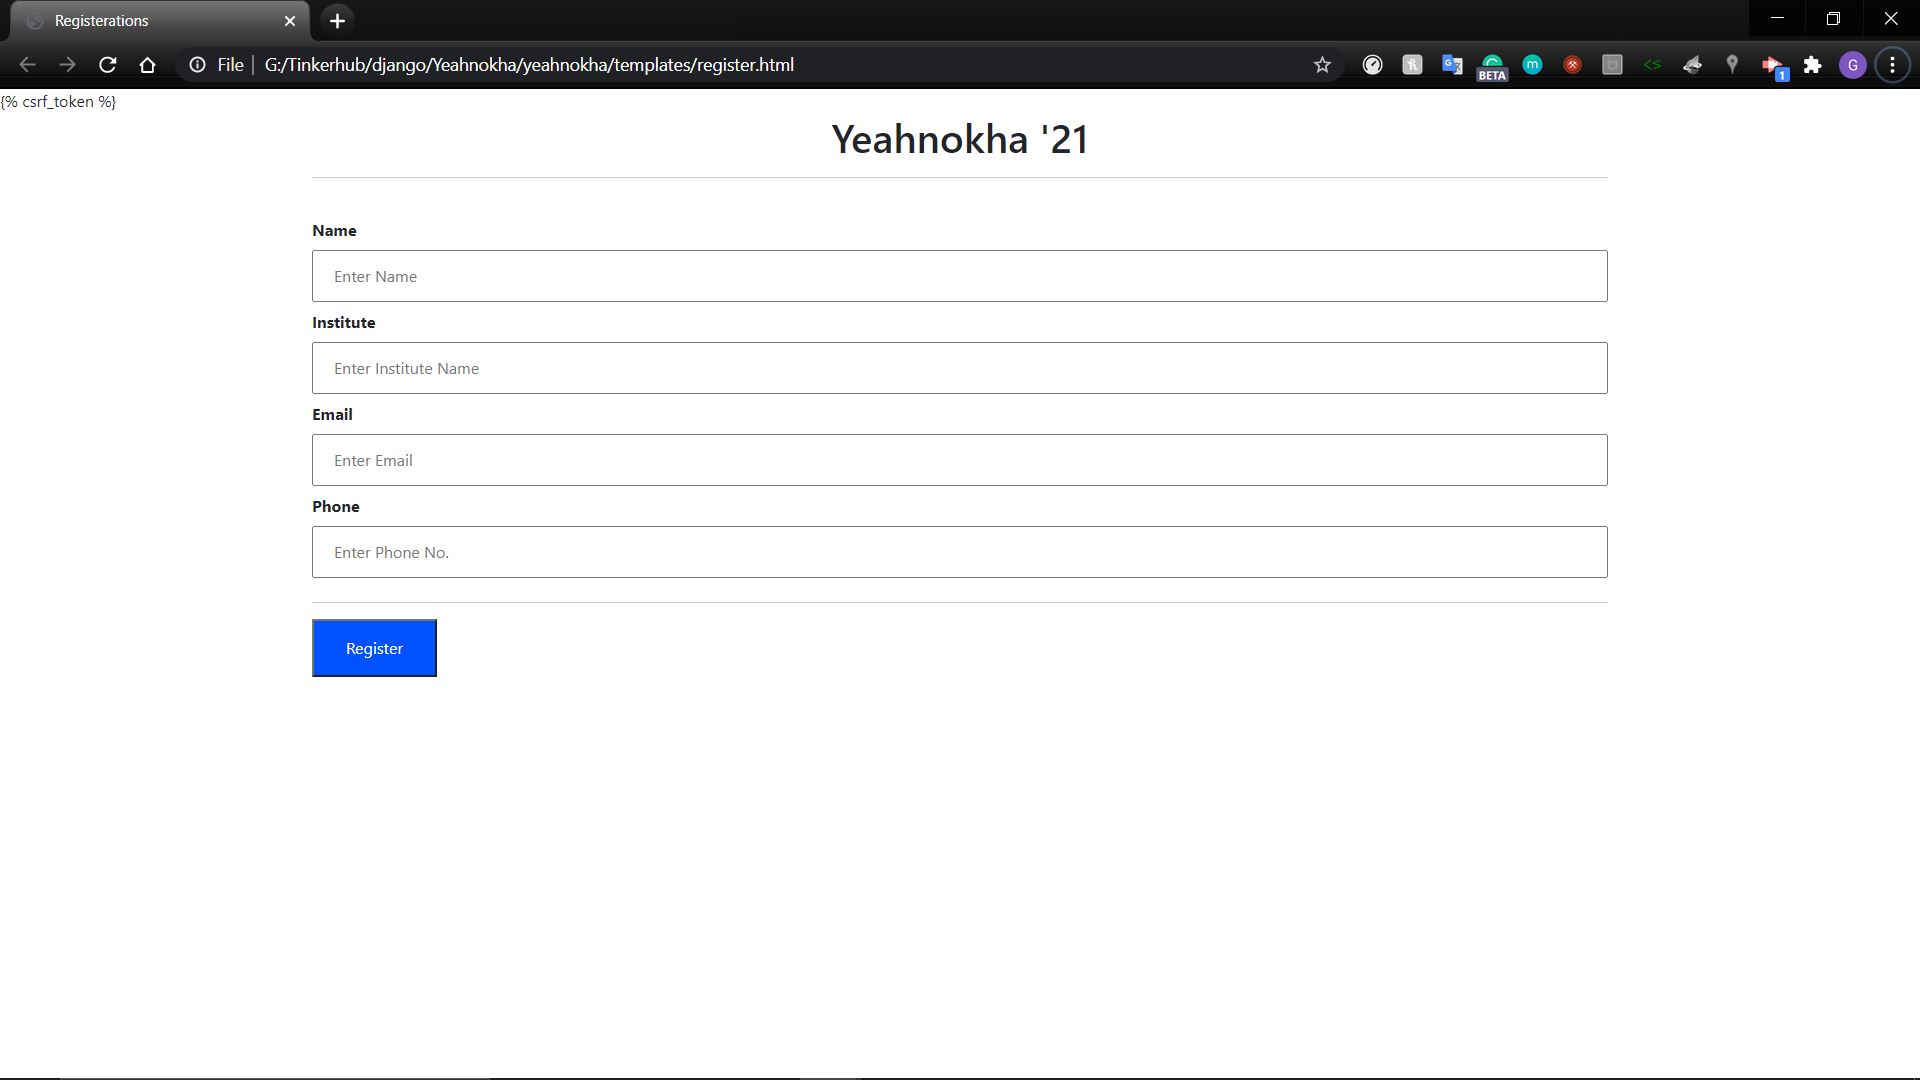 Registerations
File G:/Tinkerhub/django/Yeahnokha/yeahnokha/templates/register.html
BETA
m
<s>
1
G
{% csrf_token %}
Yeahnokha '21
Name
Enter Name
Institute
Enter Institute Name
Email
Enter Email
Phone
Enter Phone No.
Register